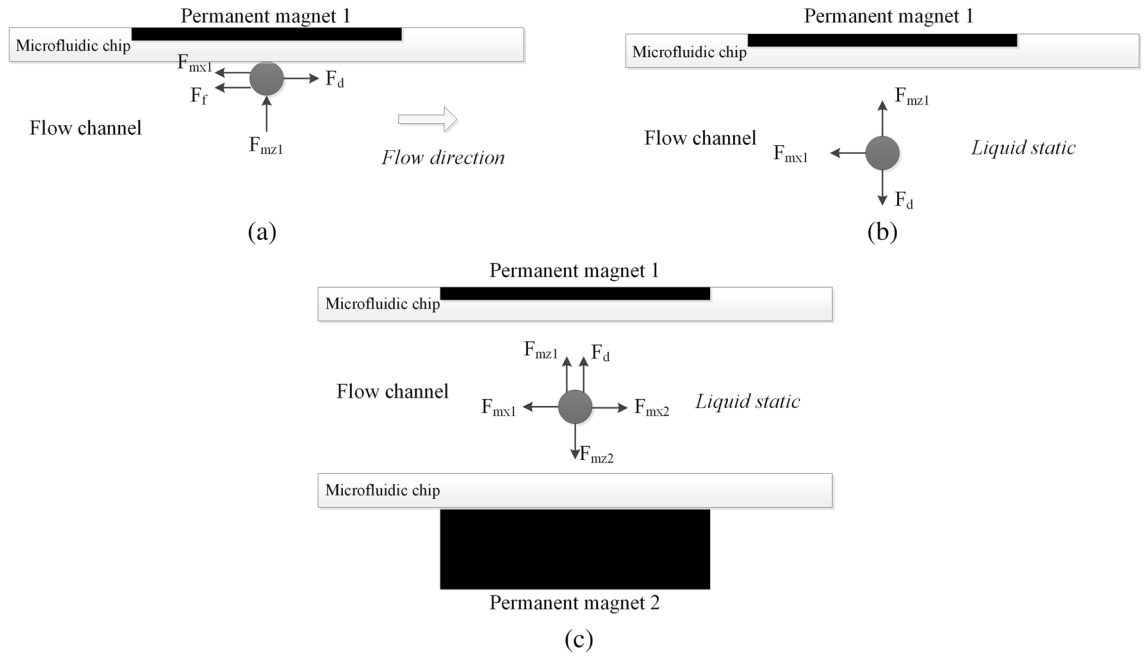 Permanent magnet 1
Microfluidic chip
Fmx1
Fd
Ff
Flow channel
Fmz1
Flow direction
(a)
Permanent magnet 1
Microfluidic chip
Fmz1
Flow channel
Fmx1
Liquid static
Fd
(b)
Permanent magnet 1
Microfluidic chip
Fmz1
Fd
Flow channel
Fmx1
Fmx2
Liquid static
Fmz2
Microfluidic chip
Permanent magnet 2
(c)